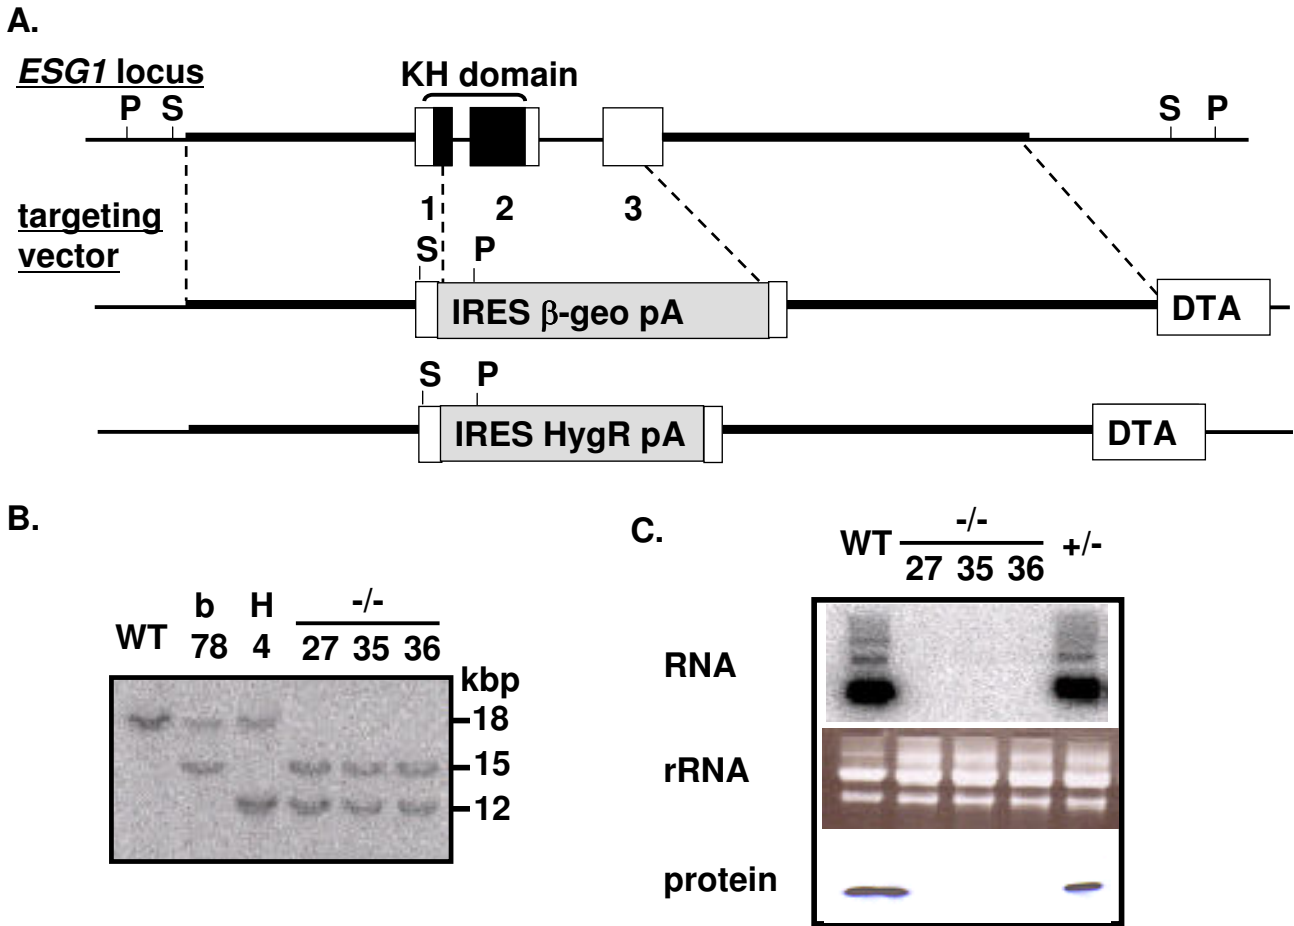 A.
ESG1 locus
KH domain
P S
S P
1 2 3
targeting
vector
S P
IRES β-geo pA
DTA
S P
IRES HygR pA
DTA
B.
b H -/-
WT 78 4 27 35 36
kbp
18
15
12
C.
-/-
WT +/-
27 35 36
RNA
rRNA
protein